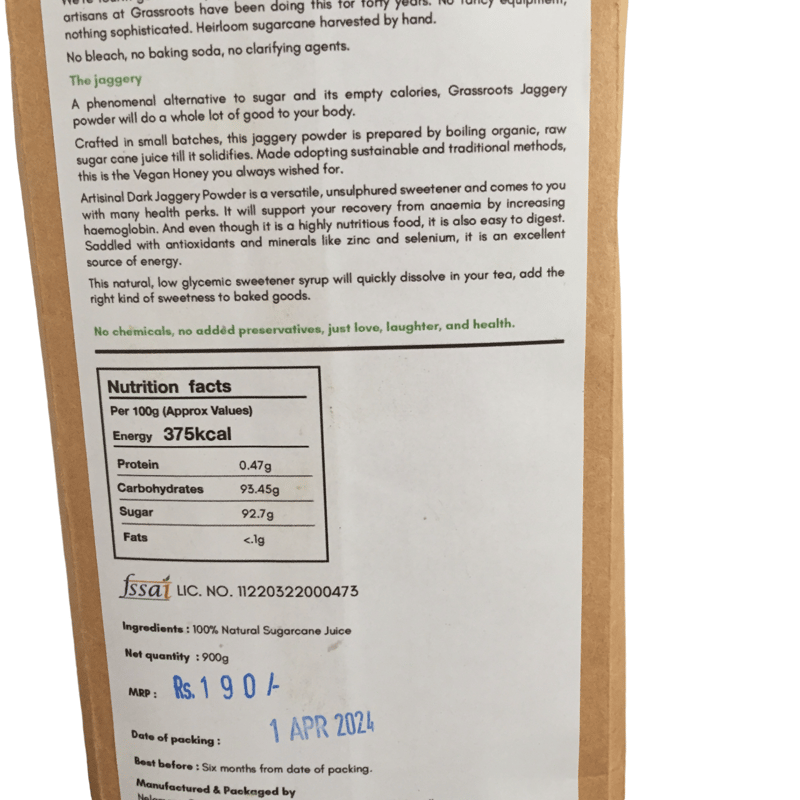 artisans at Grassroots have been doing this for forty years. No fancy equipment,
nothing sophisticated. Heirloom sugarcane harvested by hand.
No bleach, no baking soda, no clarifying agents.
The jaggery
A phenomenal alternative to sugar and its empty calories, Grassroots Jaggery
powder will do a whole lot of good to your body.
Crafted in small batches, this jaggery powder is prepared by boiling organic, raw
sugar cane juice till it solidifies. Made adopting sustainable and traditional methods,
this is the Vegan Honey you always wished for.
Artisinal Dark Jaggery Powder is a versatile, unsulphured sweetener and comes to you
with many health perks. It will support your recovery from anaemia by increasing
haemoglobin. And even though it is a highly nutritious food, it is also easy to digest.
Saddled with antioxidants and minerals like zinc and selenium, it is an excellent
source of energy.
This natural, low glycemic sweetener syrup will quickly dissolve in your tea, add the
right kind of sweetness to baked goods.
No chemicals, no added preservatives, just love, laughter, and health.
Nutrition facts
Per 100g (Approx Values)
Energy 375kcal
Protein 0.47g
Carbohydrates 93.45g
Sugar 92.7g
Fats <.1g
fssai LIC. NO. 11220322000473
Ingredients : 100% Natural Sugarcane Juice
Net quantity : 900g
MRP : Rs. 190/-
Date of packing : 1 APR 2024
Best before : Six months from date of packing.
Manufactured & Packaged by